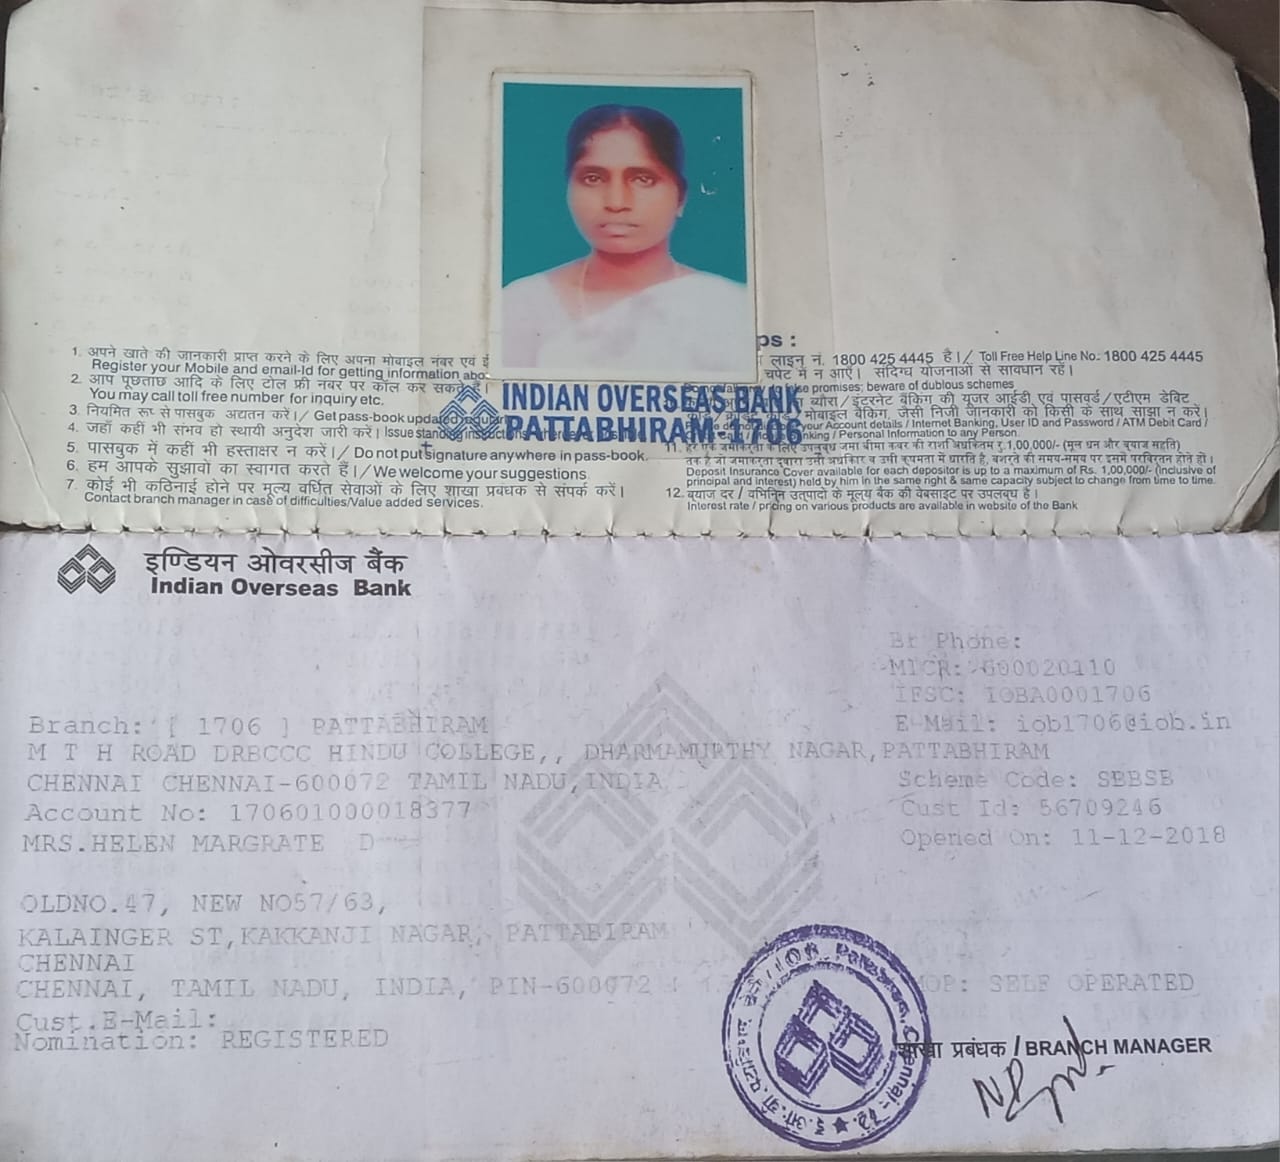 ps :
1. अपने खाते की जानकारी प्राप्त करने के लिए अपना मोबाइल नंबर एवं ई
Register your Mobile and email-Id for getting information abo
2. आप पूछताछ आदि के लिए टोल फ्री नंबर पर कॉल कर सकते हैं।
You may call toll free number for inquiry etc.
3. नियमित रूप से पासबुक अद्यतन करें। / Get pass-book updated regular
4. जहाँ कहीं भी संभव हो स्थायी अनुदेश जारी करें। Issue standing instructions
5. पासबुक में कहीं भी हस्ताक्षर न करें। / Do not put signature anywhere in pass-book.
6. हम आपके सुझावों का स्वागत करते हैं। / We welcome your suggestions
7. कोई भी कठिनाई होने पर मूल्य वर्धित सेवाओं के लिए शाखा प्रबंधक से संपर्क करें।
Contact branch manager in case of difficulties/Value added services.
लाइन नं. 1800 425 4445 है। / Toll Free Help Line No.: 1800 425 4445
चपेट में न आएं। संदिग्ध योजनाओं से सावधान रहें।
false promises; beware of dubious schemes
ब्यौरा / इंटरनेट बैंकिंग की यूजर आईडी एवं पासवर्ड / एटीएम डेबिट
मोबाइल बैंकिंग, जैसी निजी जानकारी को किसी के साथ साझा न करें।
your Account details / Internet Banking, User ID and Password / ATM Debit Card /
Banking / Personal Information to any Person.
INDIAN OVERSEAS BANK
PATTABHIRAM-1706
11.
Deposit Insurance Cover available for each depositor is up to a maximum of Rs. 1,00,000/- (inclusive of
principal and interest) held by him in the same right & same capacity subject to change from time to time.
12. ब्याज दर / विभिन्न उत्पादों के मूल्य बैंक की वेबसाइट पर उपलब्ध है।
Interest rate / pricing on various products are available in website of the Bank
इण्डियन ओवरसीज बैंक
Indian Overseas Bank
Br Phone:
MICR: 600020110
IFSC: IOBA0001706
Branch: [ 1706 ] PATTABHIRAM
E-Mail: iob1706@iob.in
M T H ROAD DRBCCC HINDU COLLEGE,, DHARMAMURTHY NAGAR,PATTABHIRAM
CHENNAI CHENNAI-600072 TAMIL NADU,INDIA
Scheme Code: SBBSB
Account No: 170601000018377
Cust Id: 56709246
MRS.HELEN MARGRATE D
Opened On: 11-12-2018
OLDNO.47, NEW NO57/63,
KALAINGER ST,KAKKANJI NAGAR, PATTABIRAM
CHENNAI
CHENNAI, TAMIL NADU, INDIA, PIN-600072
MOP: SELF OPERATED
Cust.E-Mail:
Nomination: REGISTERED
शाखा प्रबंधक / BRANCH MANAGER